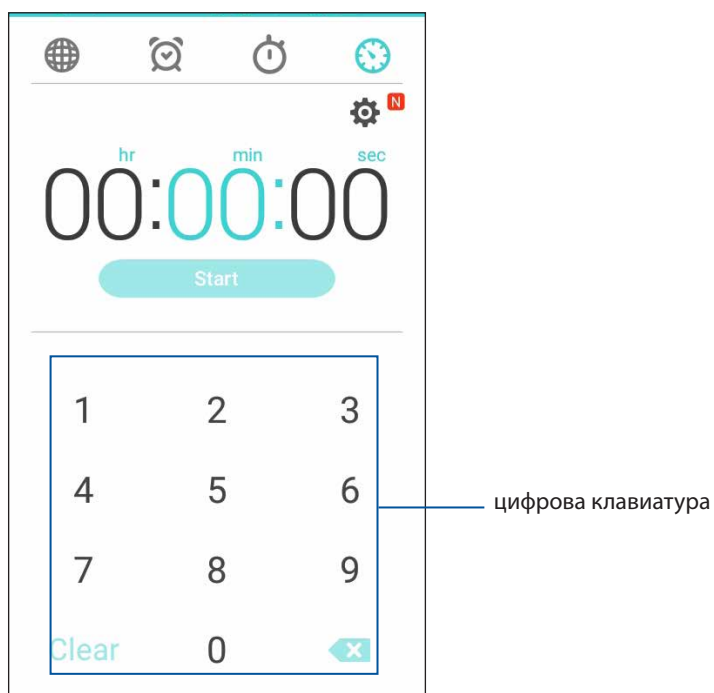 N
hr min sec
00:00:00
Start
1 2 3
4 5 6 цифрова клавиатура
7 8 9
Clear 0